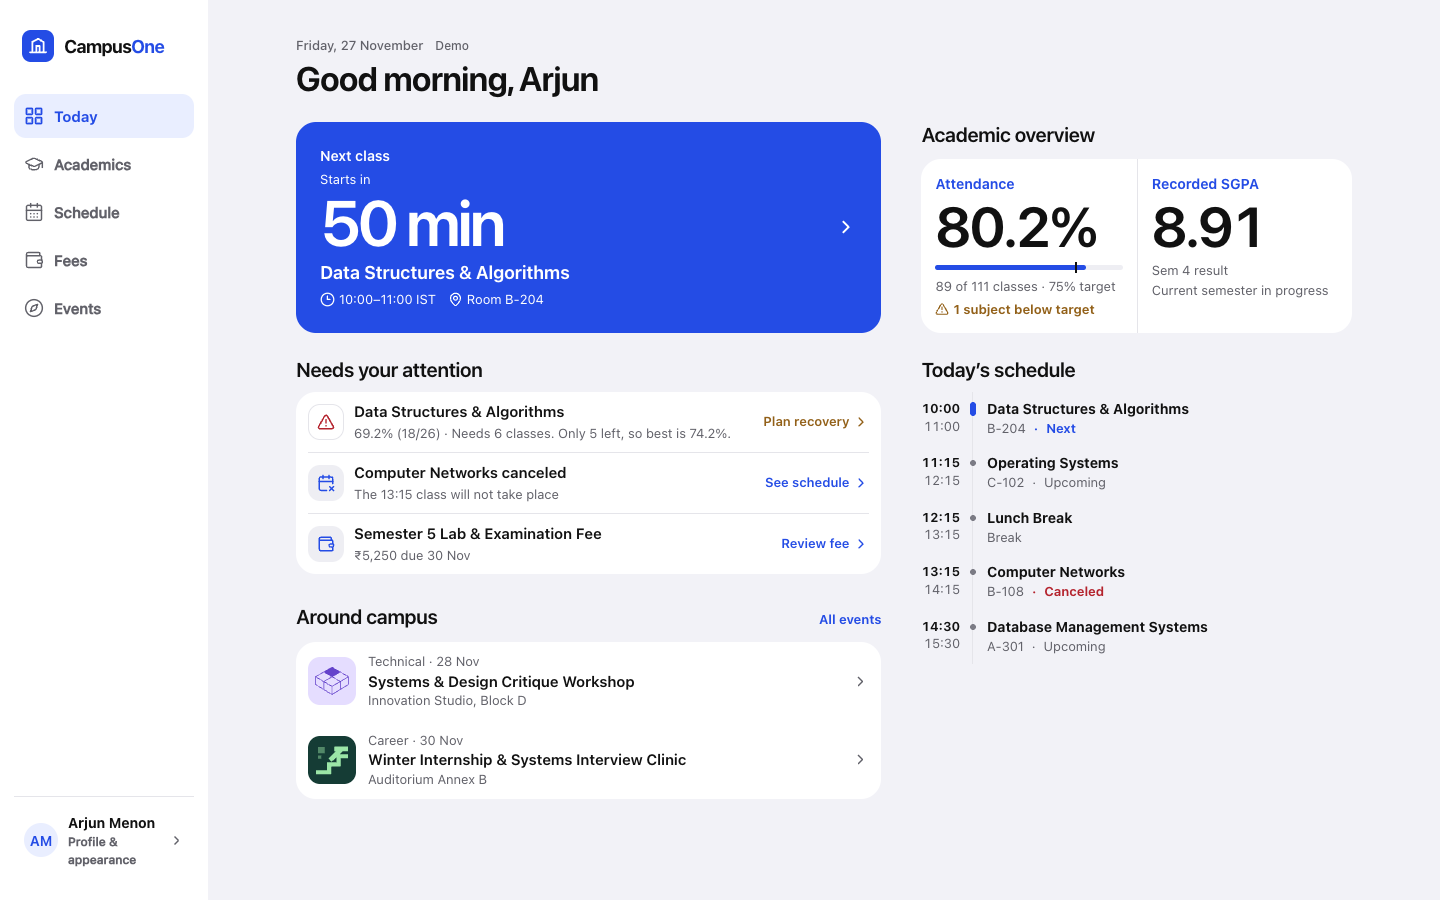 CampusOne
Today
Academics
Schedule
Fees
Events
Arjun Menon
AM
Profile &
appearance
Friday, 27 November Demo
Good morning, Arjun
Next class
Starts in
50 min
Data Structures & Algorithms
10:00–11:00 IST Room B-204
Needs your attention
Data Structures & Algorithms
69.2% (18/26) · Needs 6 classes. Only 5 left, so best is 74.2%.
Plan recovery
Computer Networks canceled
The 13:15 class will not take place
See schedule
Semester 5 Lab & Examination Fee
₹5,250 due 30 Nov
Review fee
Around campus
All events
Technical · 28 Nov
Systems & Design Critique Workshop
Innovation Studio, Block D
Career · 30 Nov
Winter Internship & Systems Interview Clinic
Auditorium Annex B
Academic overview
Attendance
80.2%
89 of 111 classes · 75% target
1 subject below target
Recorded SGPA
8.91
Sem 4 result
Current semester in progress
Today’s schedule
10:00 Data Structures & Algorithms
11:00 B-204 · Next
11:15 Operating Systems
12:15 C-102 · Upcoming
12:15 Lunch Break
13:15 Break
13:15 Computer Networks
14:15 B-108 · Canceled
14:30 Database Management Systems
15:30 A-301 · Upcoming